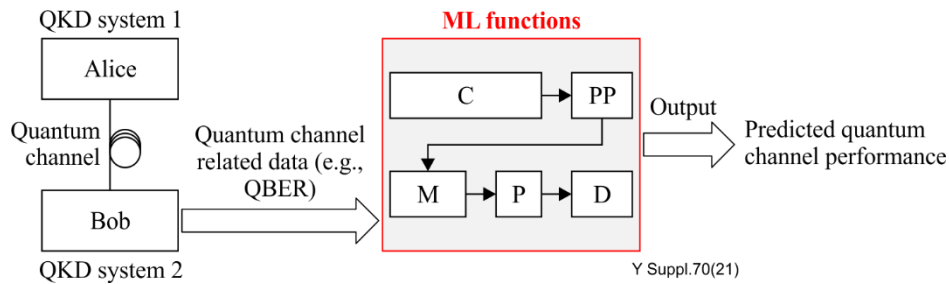 QKD system 1
Alice
Quantum
channel
Bob
QKD system 2
Quantum channel
related data (e.g.,
QBER)
ML functions
C
PP
M
P
D
Output
Predicted quantum
channel performance
Y Suppl.70(21)